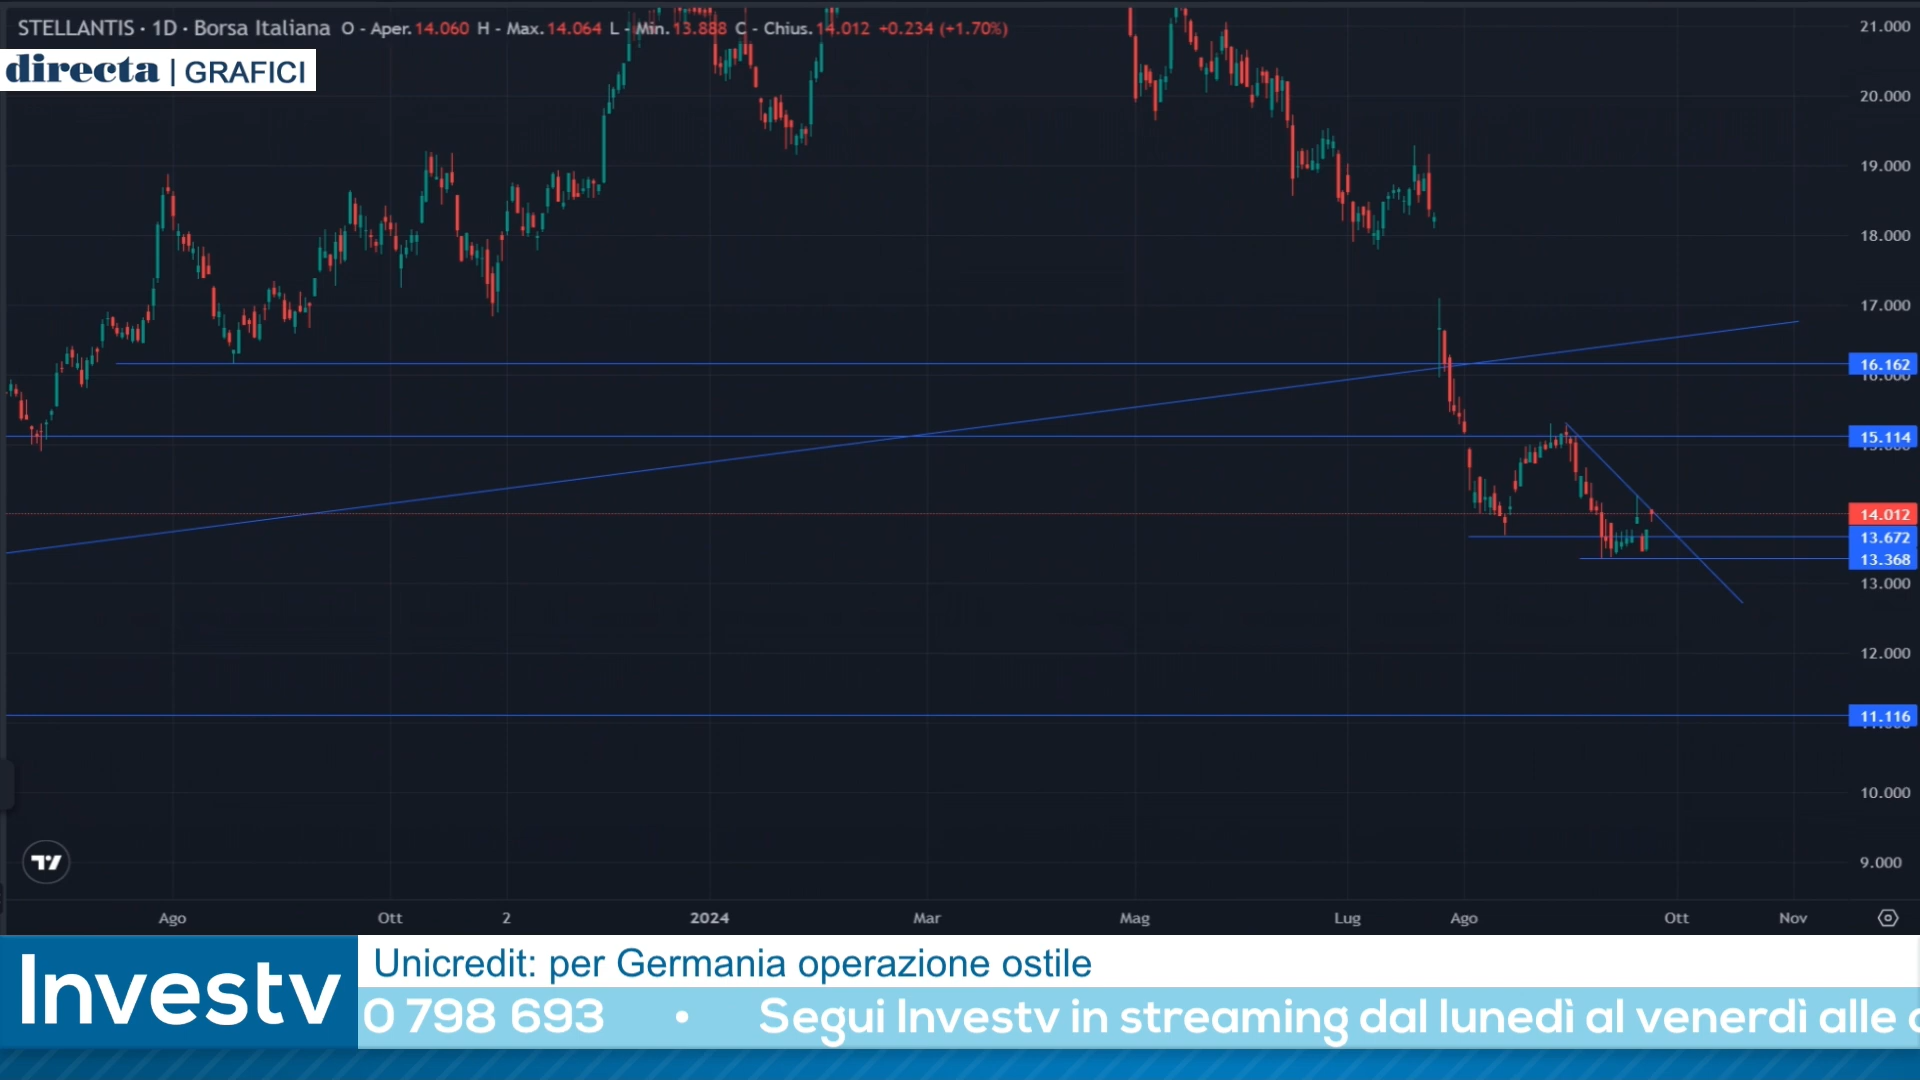 STELLANTIS · 1D · Borsa Italiana O - Aper. 14.060 H - Max. 14.064 L - Min. 13.888 C - Chius. 14.012 +0.234 (+1.70%)
directa | GRAFICI
21.000
20.000
19.000
18.000
17.000
16.162
16.000
15.114
15.000
14.012
13.672
13.368
13.000
12.000
11.116
10.000
9.000
Ago Ott 2 2024 Mar Mag Lug Ago Ott Nov
Investv
Unicredit: per Germania operazione ostile
0 798 693 • Segui Investv in streaming dal lunedì al venerdì alle